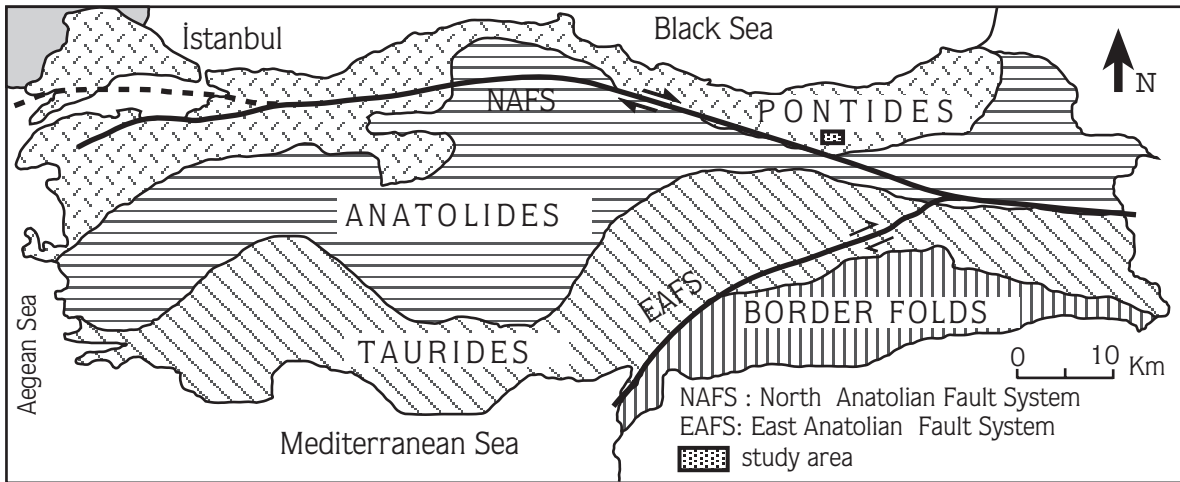 Black Sea
İstanbul
N
NAFS
PONTIDES
ANATOLIDES
EAFS
BORDER FOLDS
TAURIDES
Aegean Sea
0 10 Km
NAFS : North Anatolian Fault System
EAFS: East Anatolian Fault System
study area
Mediterranean Sea